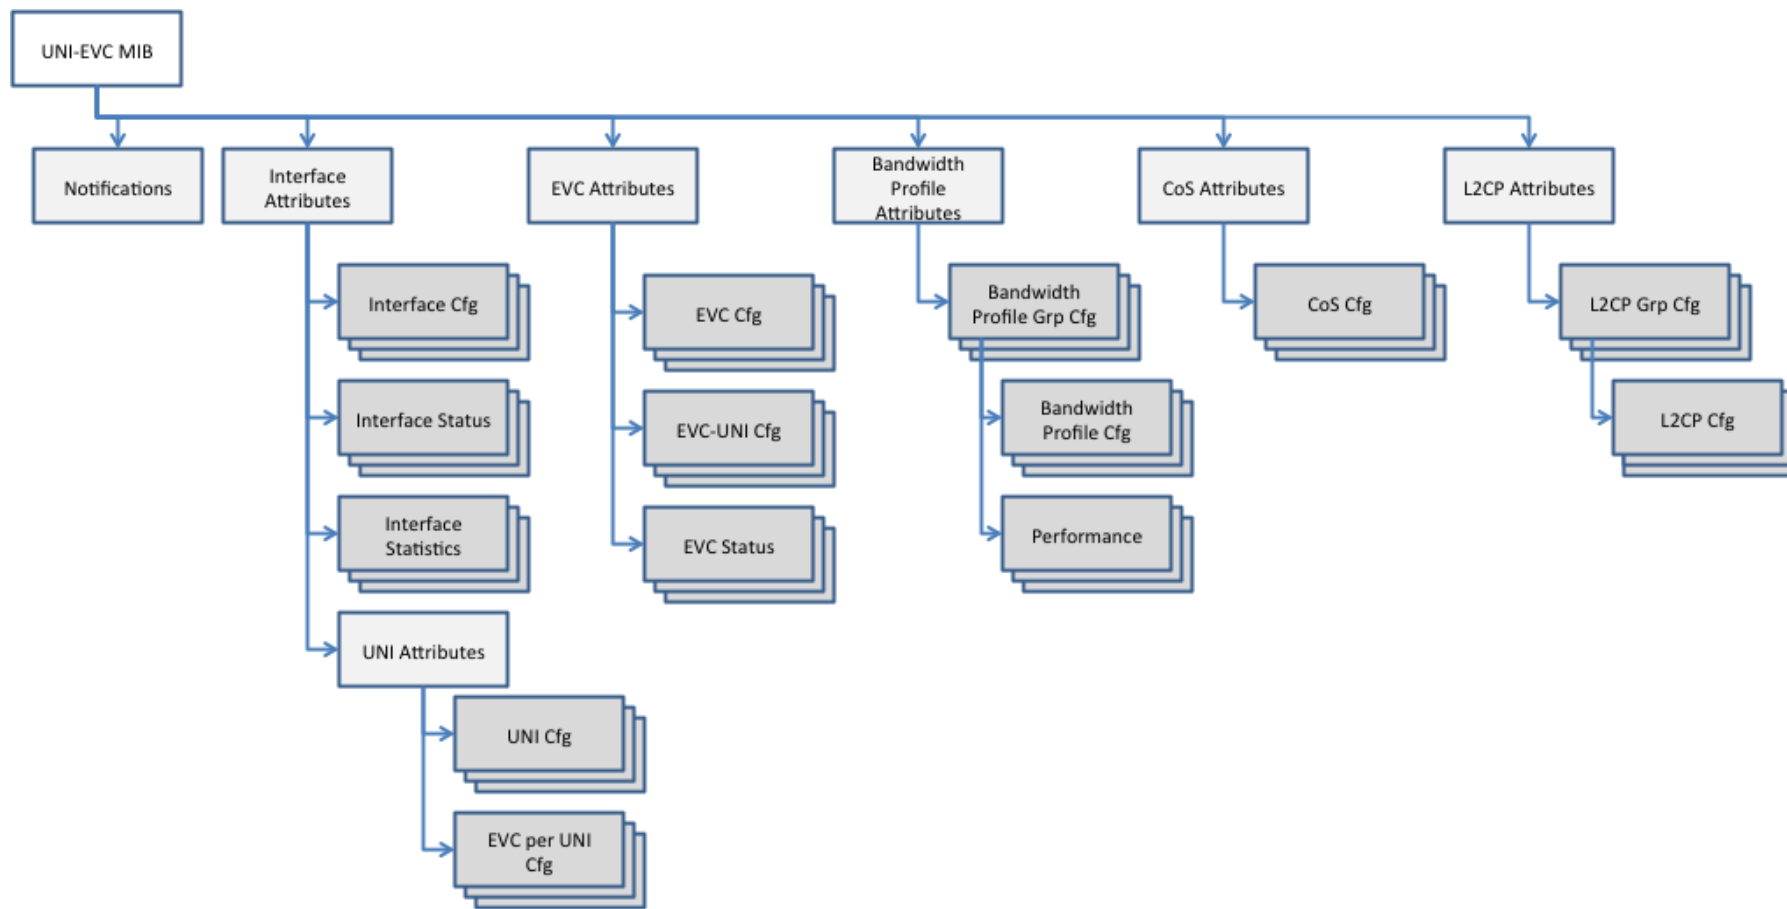 UNI-EVC MIB
Notifications
Interface
Attributes
EVC Attributes
Bandwidth
Profile
Attributes
CoS Attributes
L2CP Attributes
Interface Cfg
Interface Status
Interface
Statistics
UNI Attributes
UNI Cfg
EVC per UNI
Cfg
EVC Cfg
EVC-UNI Cfg
EVC Status
Bandwidth
Profile Grp Cfg
Bandwidth
Profile Cfg
Performance
CoS Cfg
L2CP Grp Cfg
L2CP Cfg